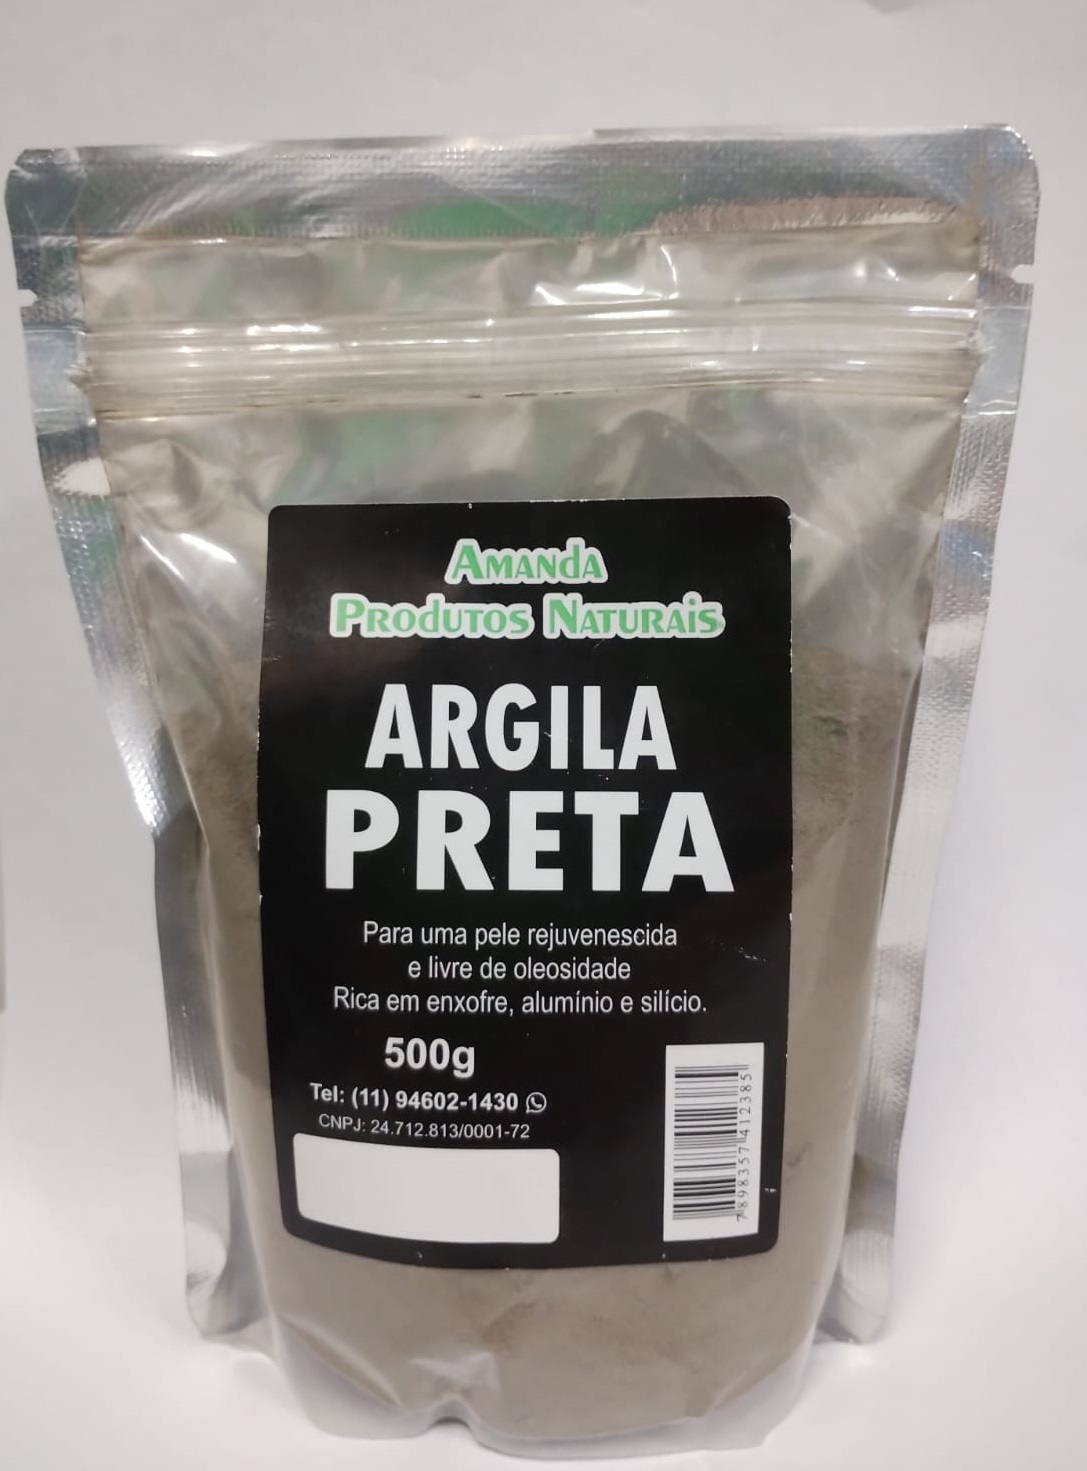 AMANdA
PROdUTOS NATURAiS
ARGILA
PRETA
Para uma pele rejuvenescida
e livre de oleosidade
Rica em enxofre, alumínio e silício.
500g
Tel: (11) 94602-1430
CNPJ: 24.712.813/0001-72
7898357412385